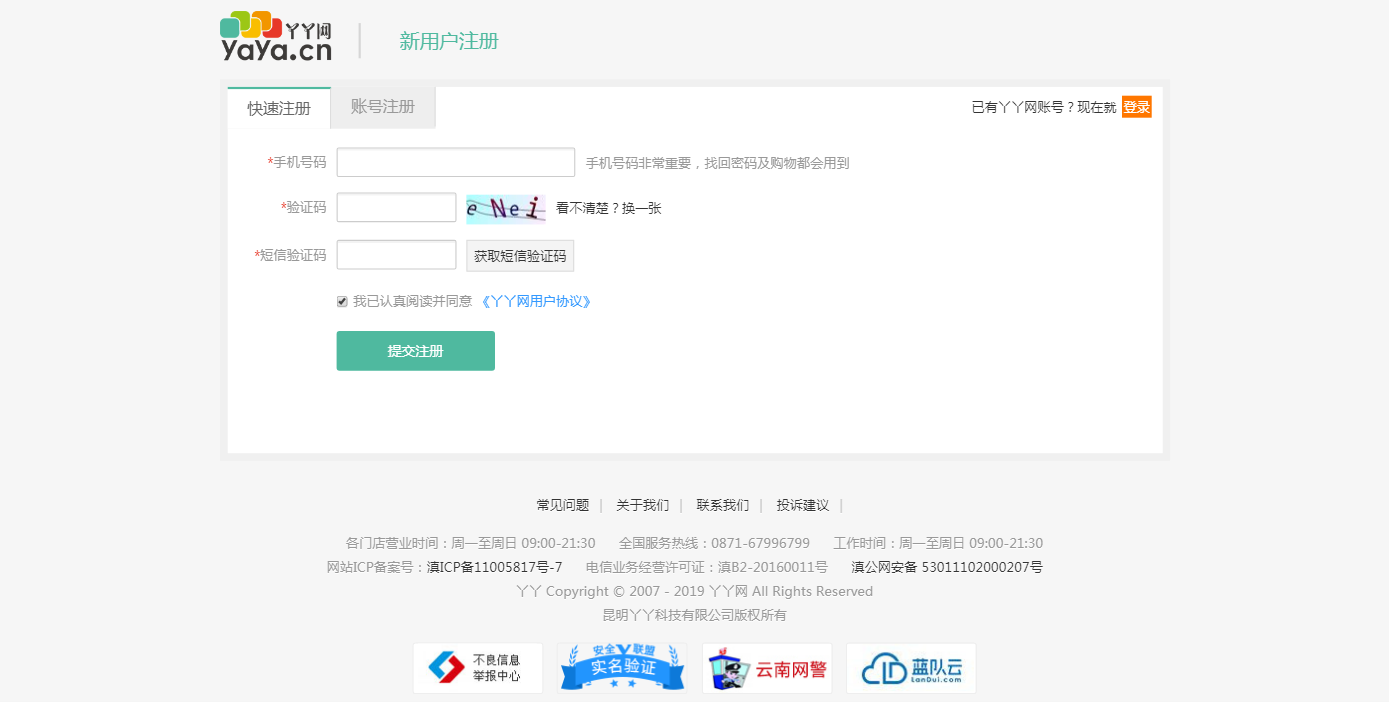 丫丫网
YaYa.cn
新用户注册
快速注册 账号注册 已有丫丫网账号？现在就 登录
*手机号码 手机号码非常重要，找回密码及购物都会用到
*验证码 e Nei 看不清楚？换一张
*短信验证码 获取短信验证码
我已认真阅读并同意 《丫丫网用户协议》
提交注册
常见问题 | 关于我们 | 联系我们 | 投诉建议 |
各门店营业时间：周一至周日 09:00-21:30 全国服务热线：0871-67996799 工作时间：周一至周日 09:00-21:30
网站ICP备案号：滇ICP备11005817号-7 电信业务经营许可证：滇B2-20160011号 滇公网安备 53011102000207号
丫丫 Copyright © 2007 - 2019 丫丫网 All Rights Reserved
昆明丫丫科技有限公司版权所有
不良信息
举报中心
安全联盟
实名验证
云南网警
蓝队云
LanDui.com